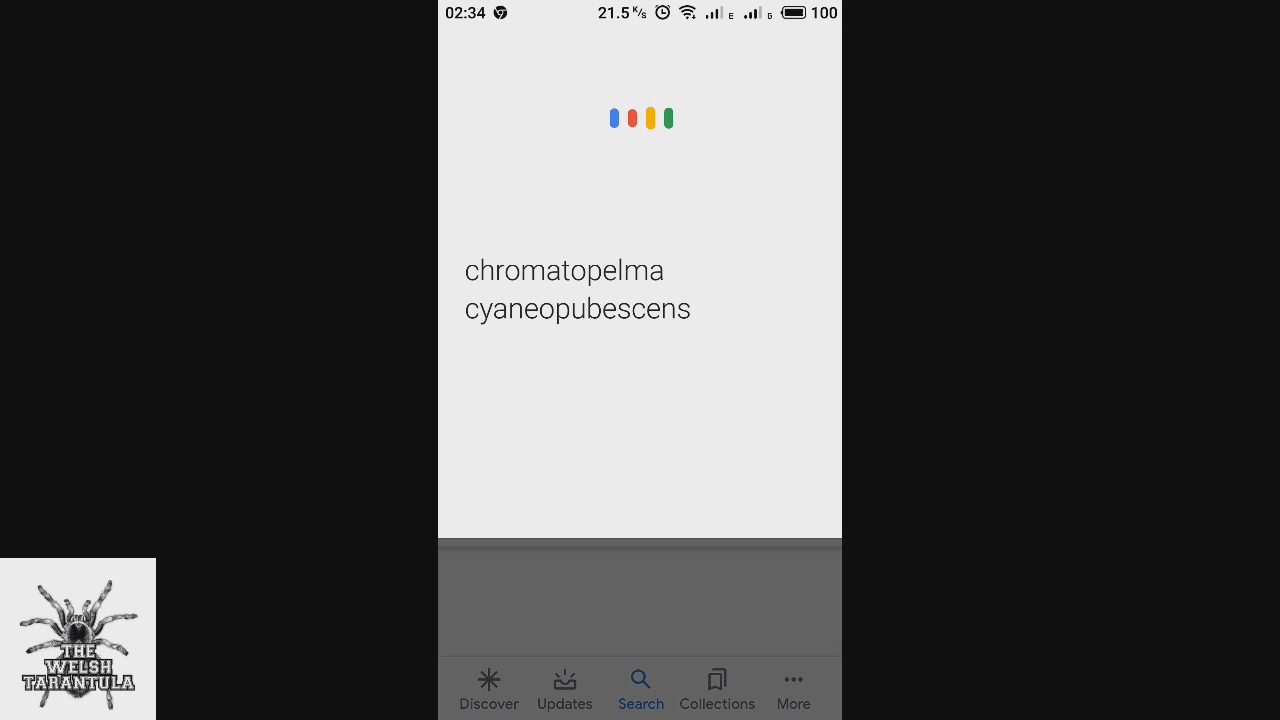 02:34
21.5 K/s E G 100
chromatopelma
cyaneopubescens
THE
WELSH
TARANTULA
Discover Updates Search Collections More